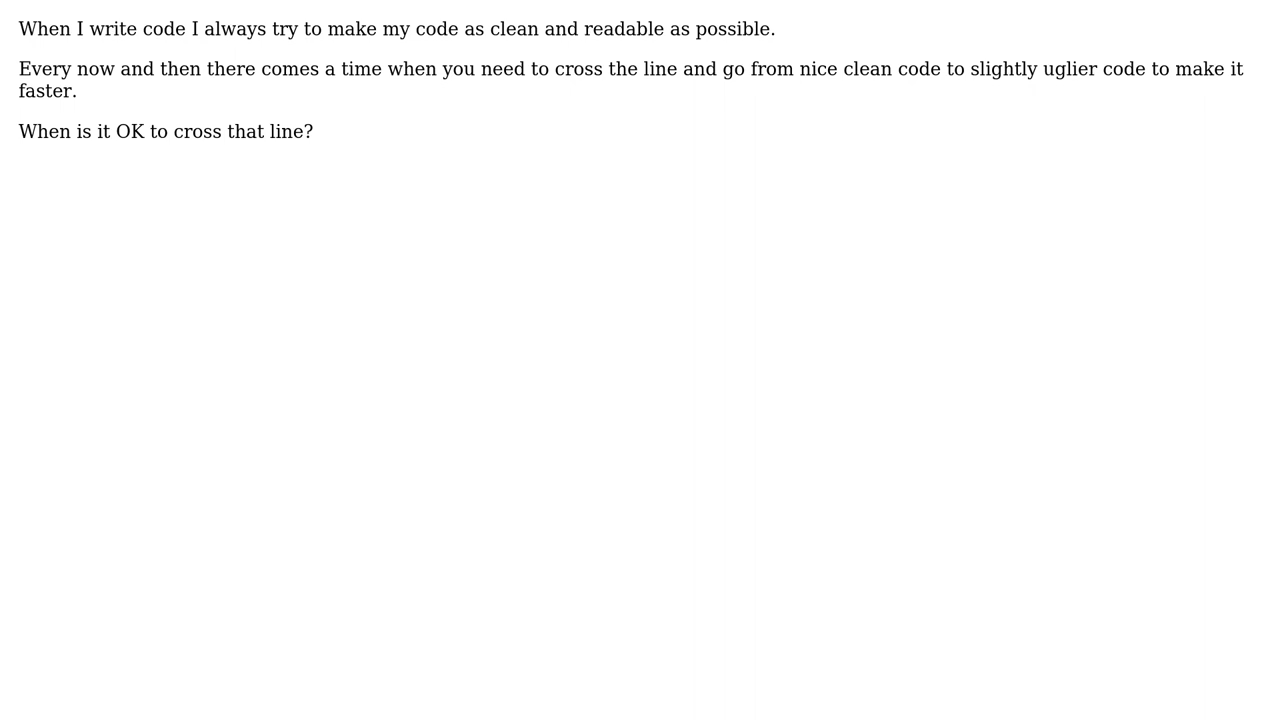 When I write code I always try to make my code as clean and readable as possible.
Every now and then there comes a time when you need to cross the line and go from nice clean code to slightly uglier code to make it
faster.
When is it OK to cross that line?